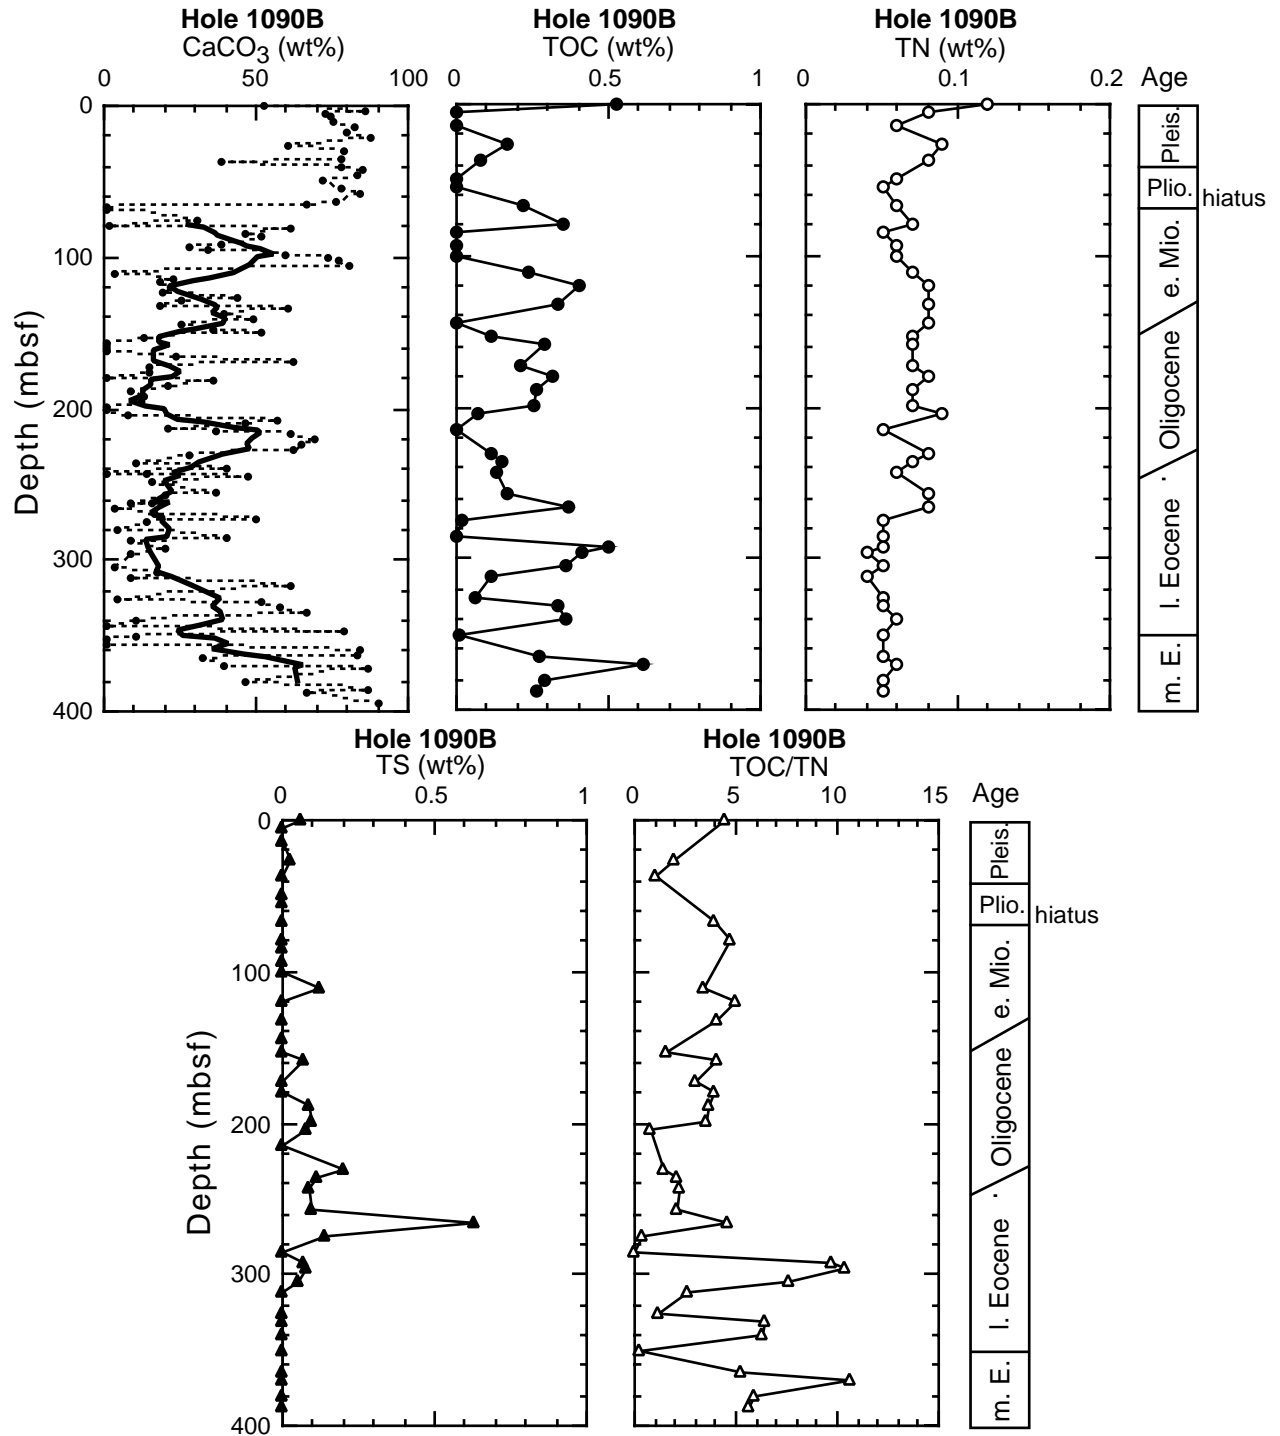 Hole 1090B Hole 1090B Hole 1090B
CaCO3 (wt%) TOC (wt%) TN (wt%)
0 50 100 0 0.5 1 0 0.1 0.2 Age
0
100
200
300
400
Depth (mbsf)
Pleis.
Plio.
hiatus
e. Mio.
Oligocene
l. Eocene
m. E.
Hole 1090B Hole 1090B
TS (wt%) TOC/TN
0 0.5 1 0 5 10 15 Age
0
100
200
300
400
Depth (mbsf)
Pleis.
Plio.
hiatus
e. Mio.
Oligocene
l. Eocene
m. E.